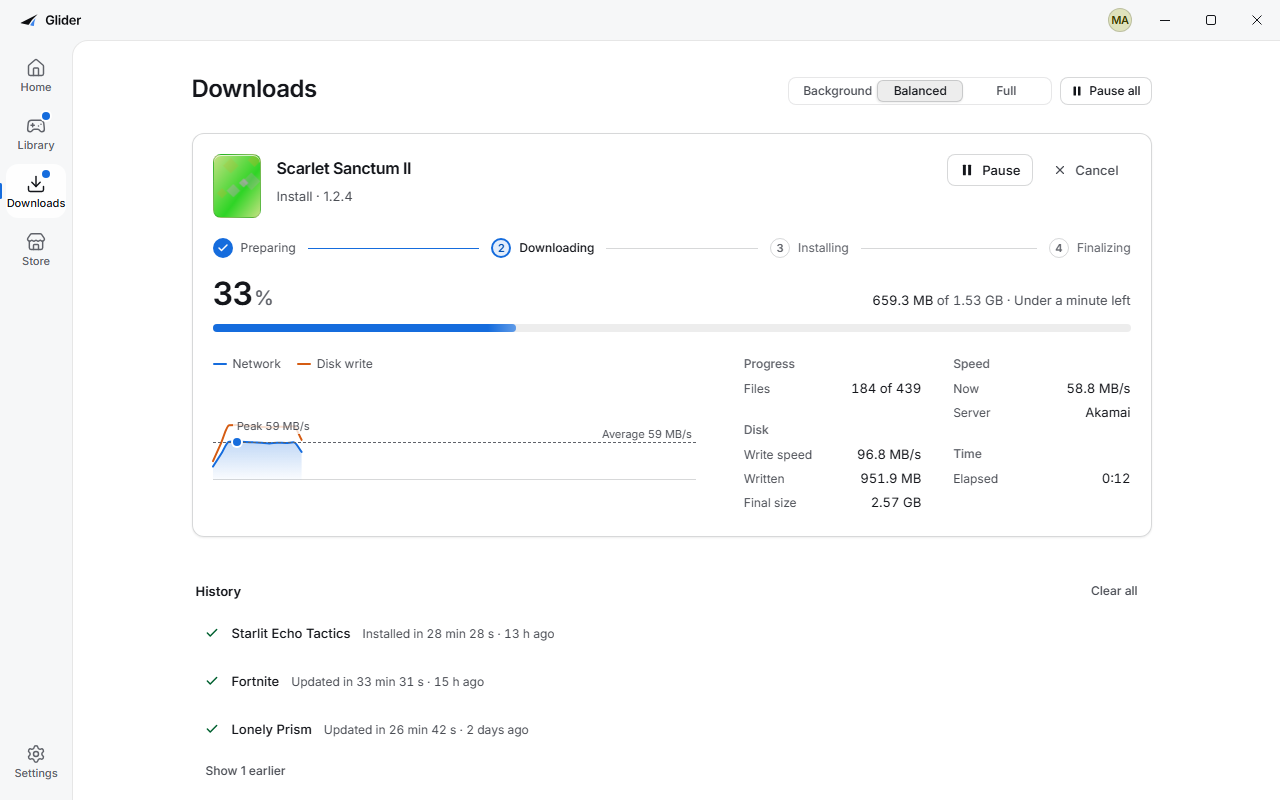 Glider
MA
Home
Library
Downloads
Store
Settings
Downloads
Background Balanced Full
Pause all
Scarlet Sanctum II
Install · 1.2.4
Pause
Cancel
Preparing
2 Downloading
3 Installing
4 Finalizing
33%
659.3 MB of 1.53 GB · Under a minute left
Network
Disk write
Peak 59 MB/s
Average 59 MB/s
Progress
Files 184 of 439
Disk
Write speed 96.8 MB/s
Written 951.9 MB
Final size 2.57 GB
Speed
Now 58.8 MB/s
Server Akamai
Time
Elapsed 0:12
History
Clear all
Starlit Echo Tactics Installed in 28 min 28 s · 13 h ago
Fortnite Updated in 33 min 31 s · 15 h ago
Lonely Prism Updated in 26 min 42 s · 2 days ago
Show 1 earlier